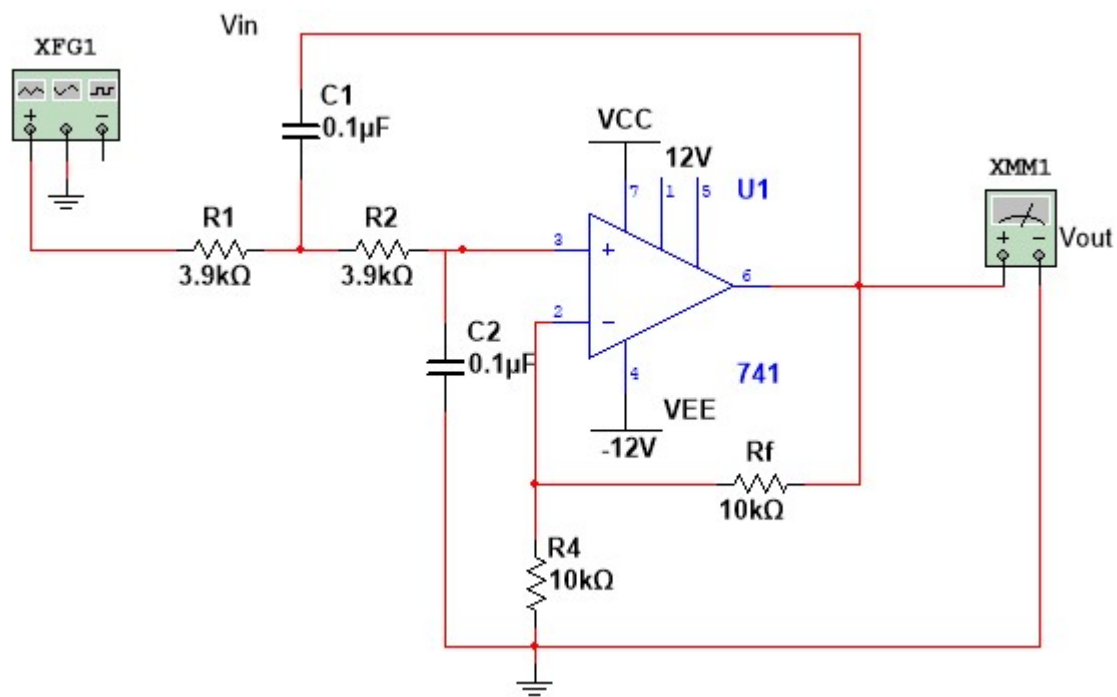 Vin
XFG1
+
−
C1
0.1µF
VCC
12V
7
1
5
U1
XMM1
+
−
Vout
R1
3.9kΩ
R2
3.9kΩ
3
+
6
2
−
C2
0.1µF
4
741
VEE
-12V
Rf
10kΩ
R4
10kΩ